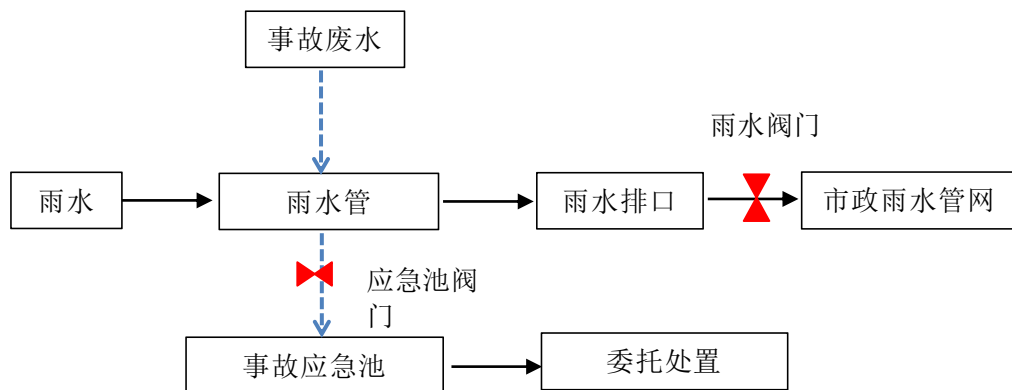 事故废水
雨水阀门
雨水
雨水管
雨水排口
市政雨水管网
应急池阀
门
事故应急池
委托处置